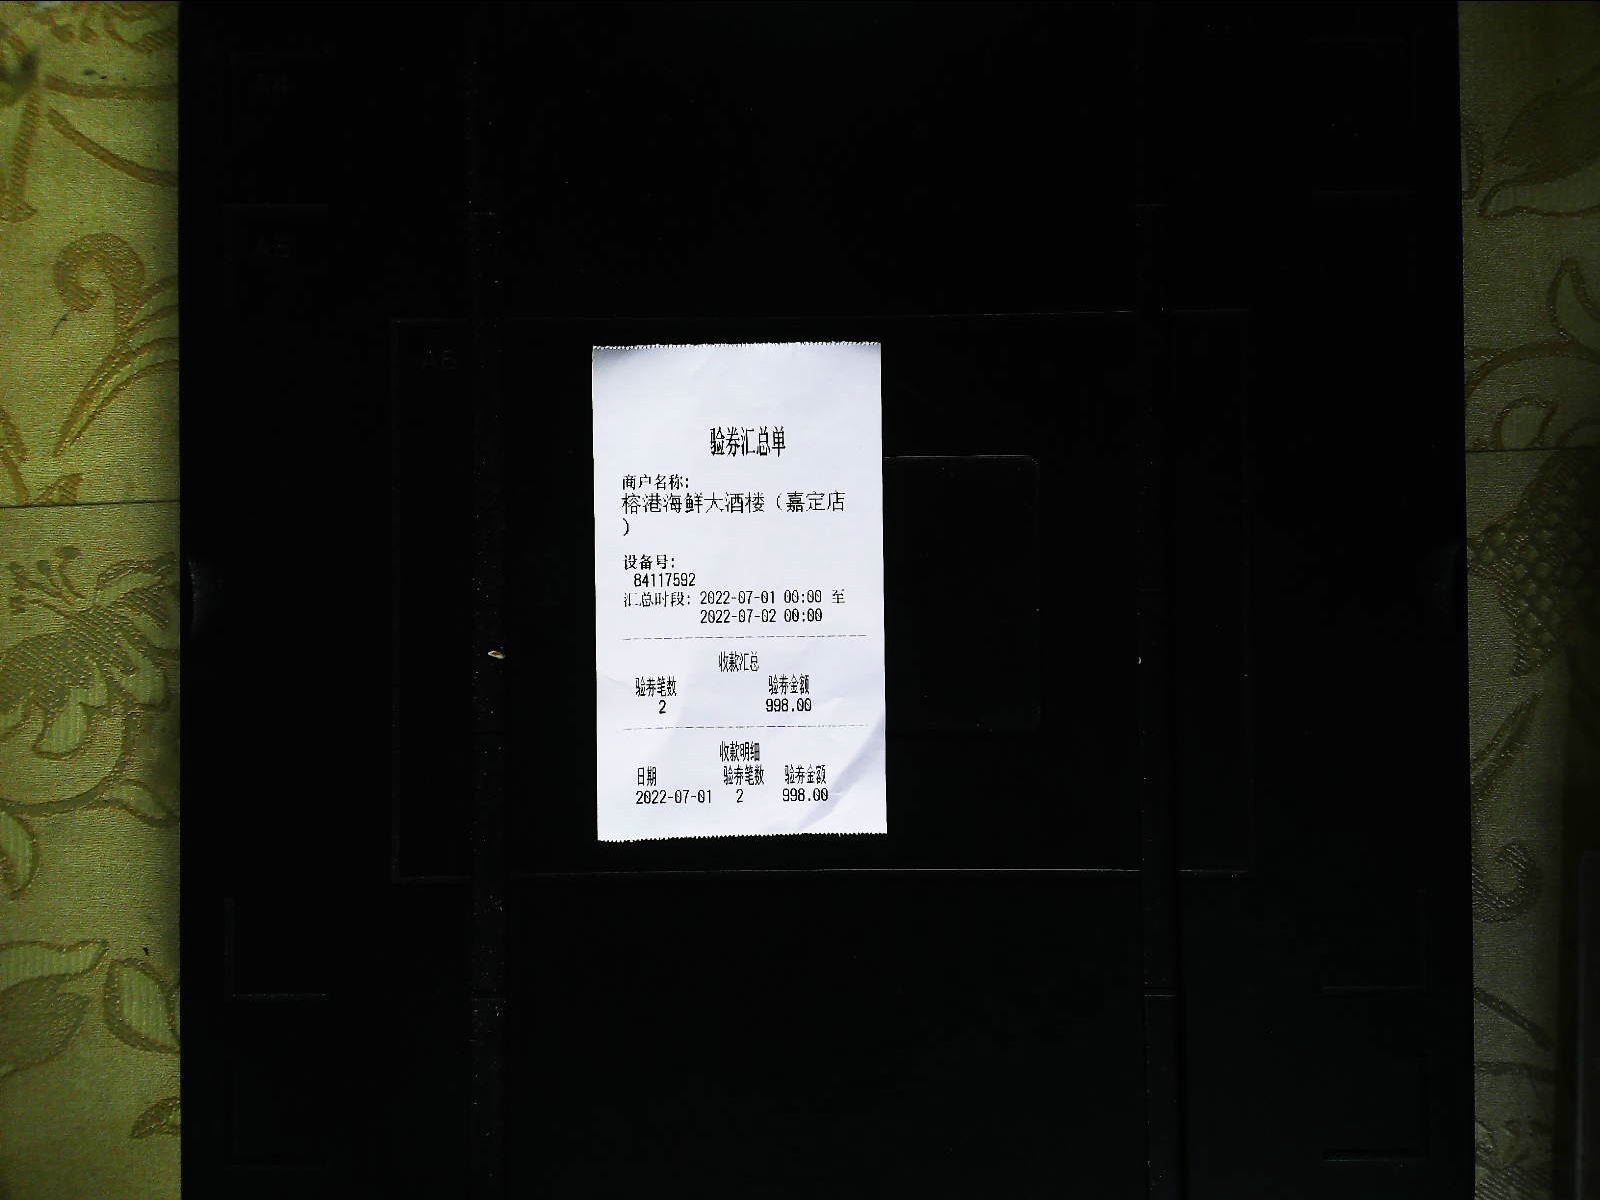 A5
A6
验券汇总单
商户名称:
榕港海鲜大酒楼（嘉定店
）
设备号:
84117592
汇总时段: 2022-07-01 00:00 至
2022-07-02 00:00
收款汇总
验券笔数 验券金额
2 998.00
收款明细
日期 验券笔数 验券金额
2022-07-01 2 998.00